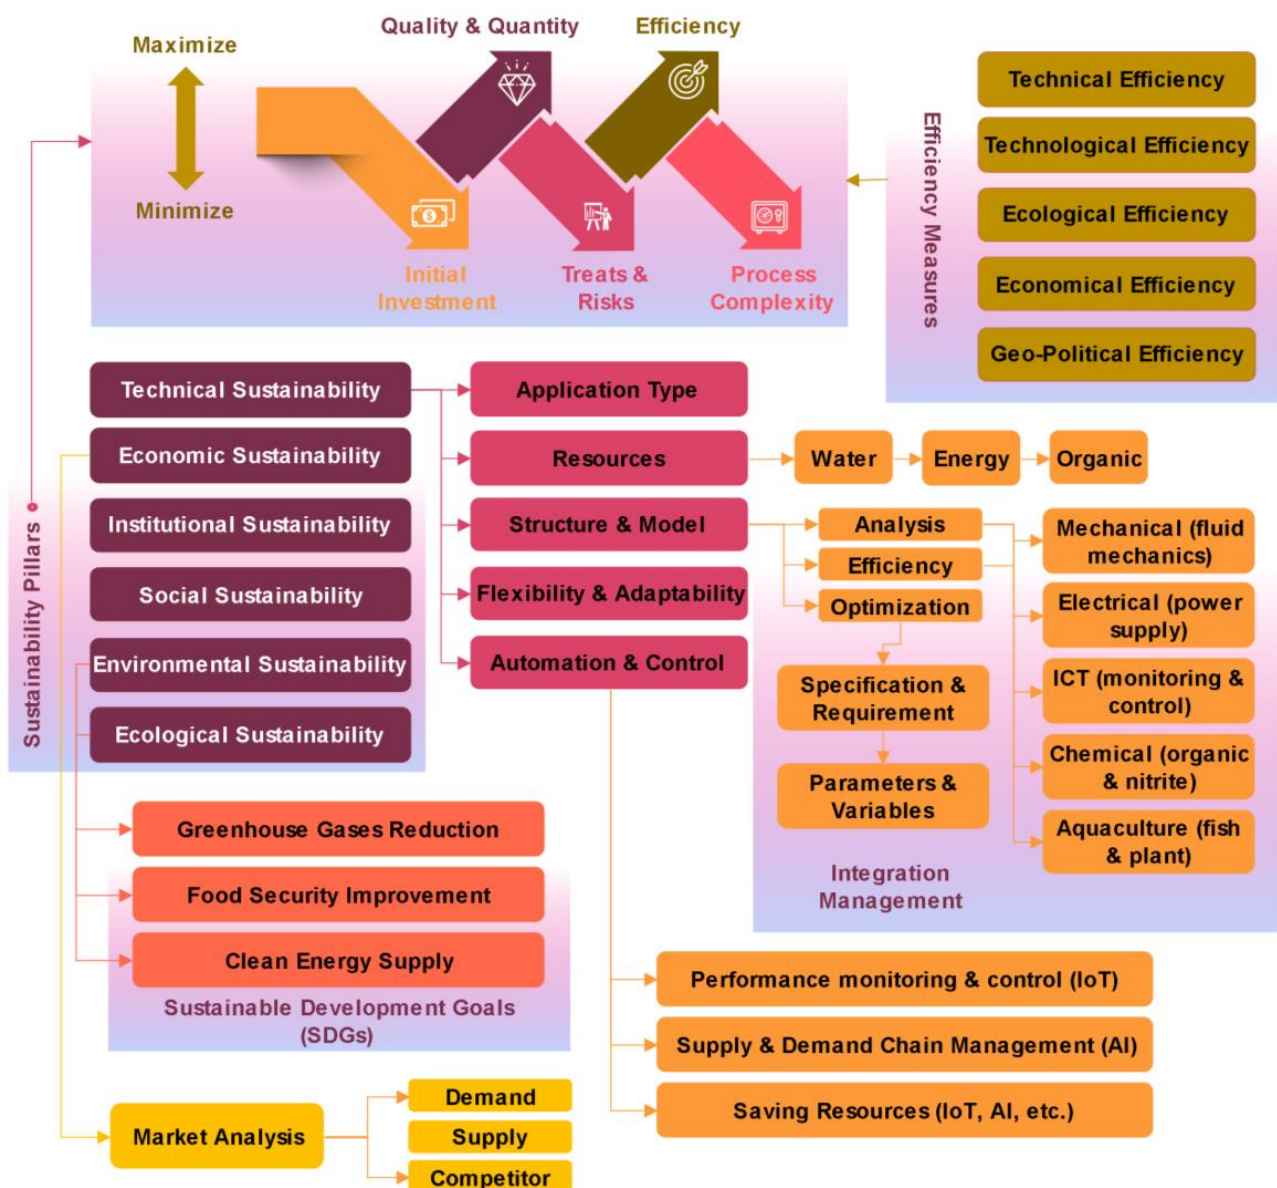 Quality & Quantity
Efficiency
Maximize
Minimize
Initial
Investment
Treats &
Risks
Process
Complexity
Efficiency Measures
Technical Efficiency
Technological Efficiency
Ecological Efficiency
Economical Efficiency
Geo-Political Efficiency
Sustainability Pillars
Technical Sustainability
Economic Sustainability
Institutional Sustainability
Social Sustainability
Environmental Sustainability
Ecological Sustainability
Application Type
Resources
Structure & Model
Flexibility & Adaptability
Automation & Control
Water
Energy
Organic
Analysis
Efficiency
Optimization
Specification &
Requirement
Parameters &
Variables
Mechanical (fluid
mechanics)
Electrical (power
supply)
ICT (monitoring &
control)
Chemical (organic
& nitrite)
Aquaculture (fish
& plant)
Integration
Management
Greenhouse Gases Reduction
Food Security Improvement
Clean Energy Supply
Sustainable Development Goals
(SDGs)
Performance monitoring & control (IoT)
Supply & Demand Chain Management (AI)
Saving Resources (IoT, AI, etc.)
Market Analysis
Demand
Supply
Competitor